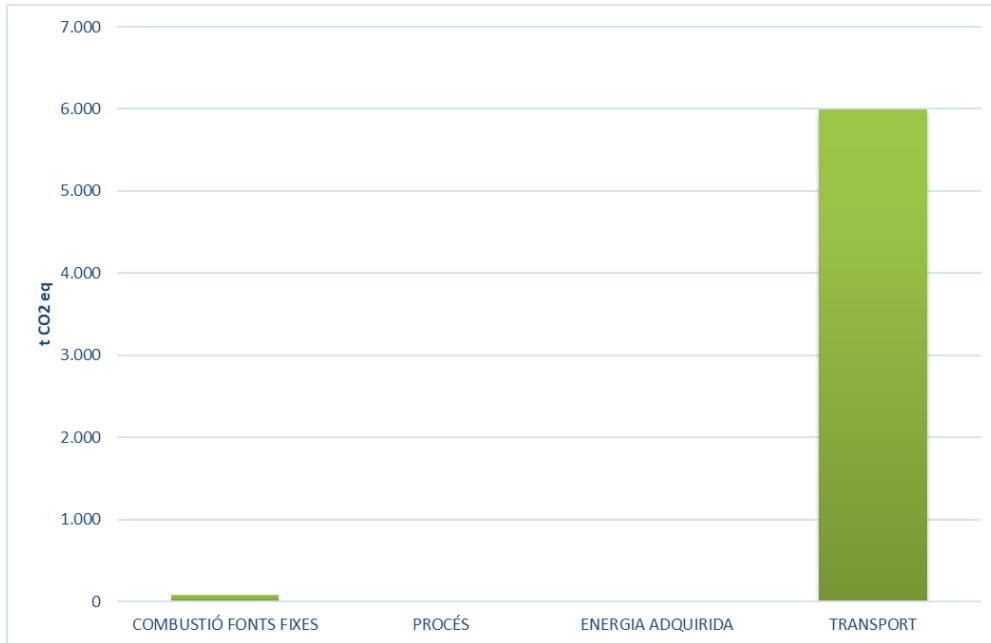 7.000
6.000
5.000
4.000
3.000
2.000
1.000
0
t CO2 eq
COMBUSTIÓ FONTS FIXES
PROCÉS
ENERGIA ADQUIRIDA
TRANSPORT